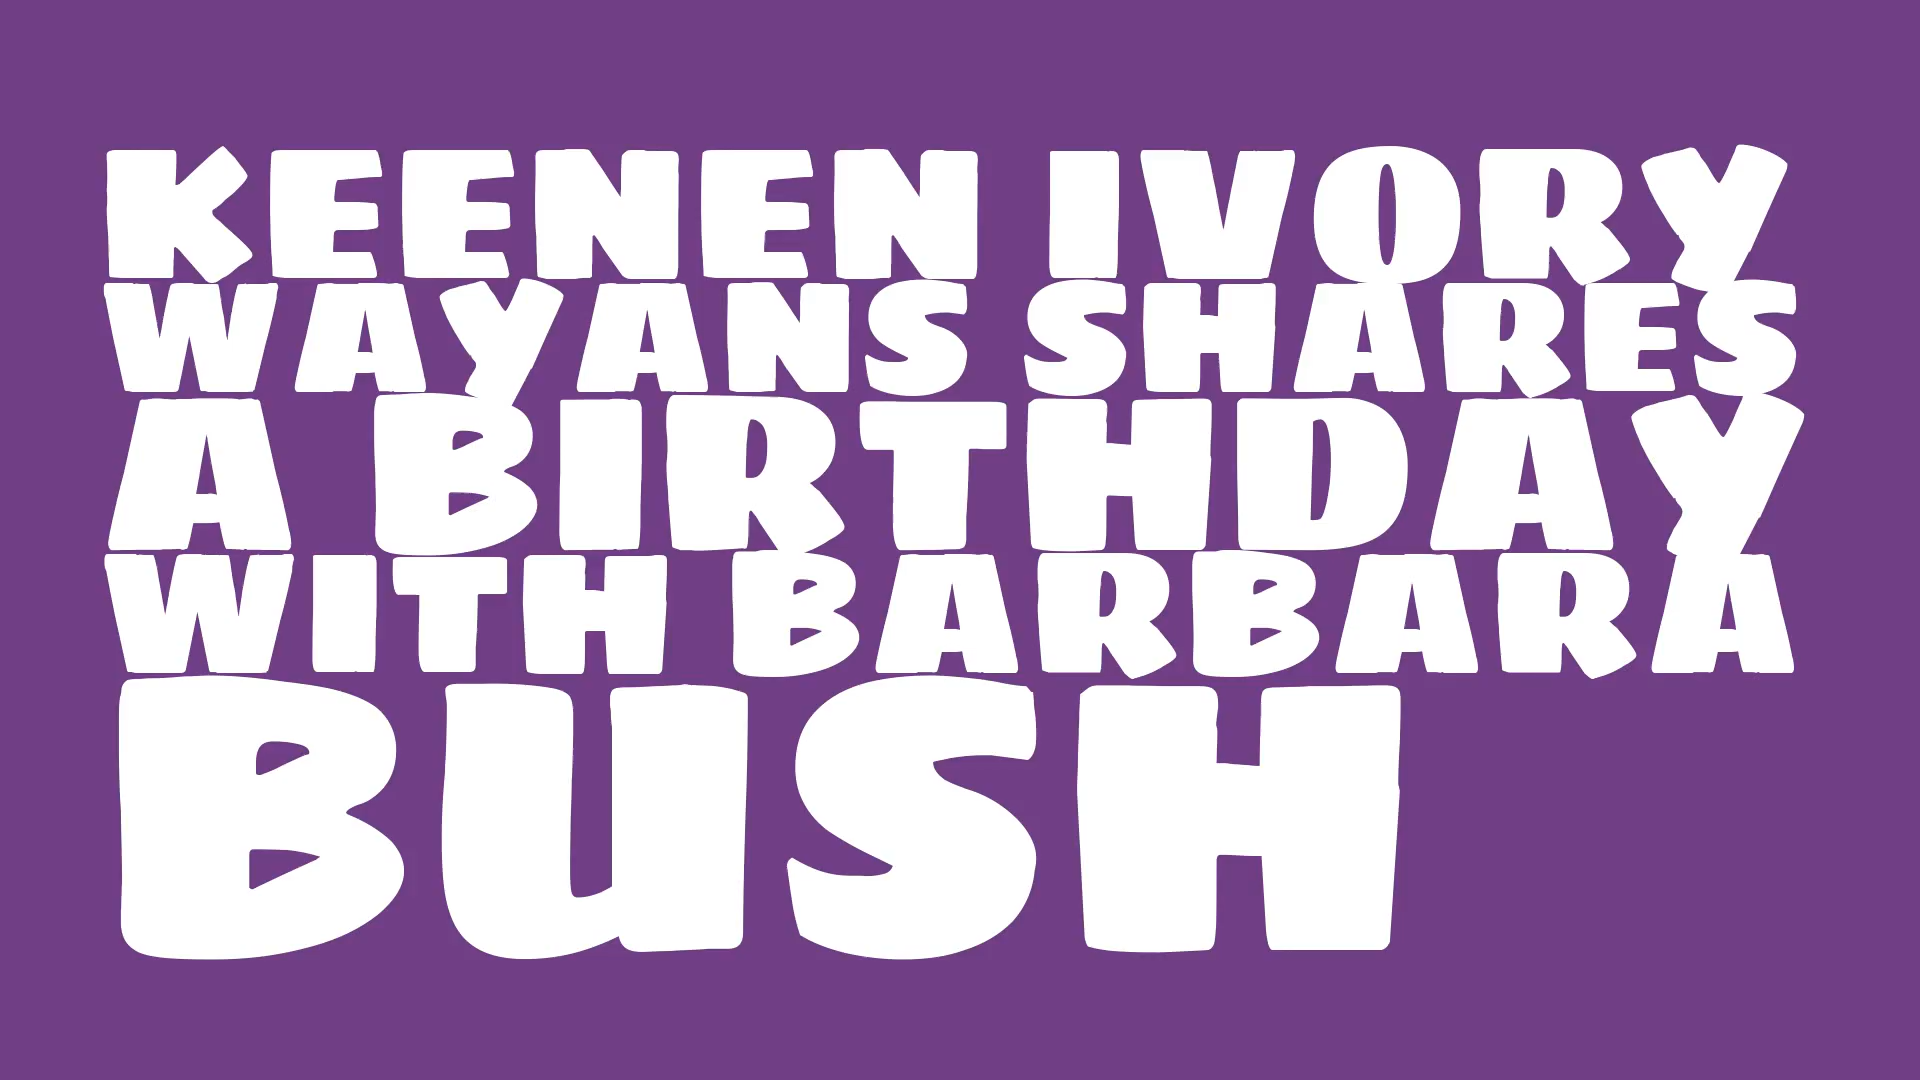 KEENEN IVORY
WAYANS SHARES
A BIRTHDAY
WITH BARBARA
BUSH